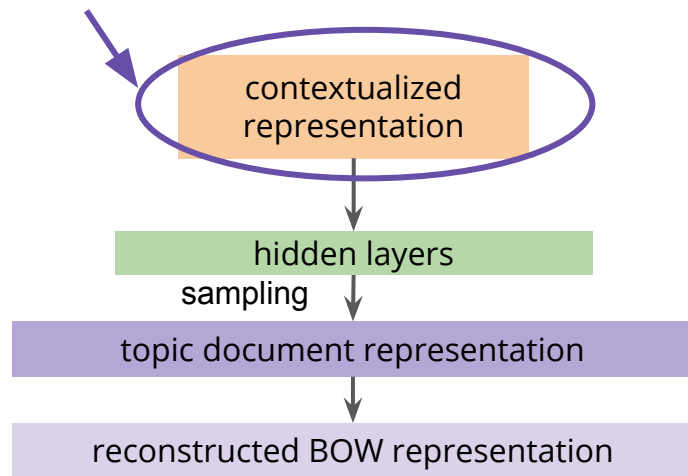 contextualized
representation
hidden layers
sampling
topic document representation
reconstructed BOW representation